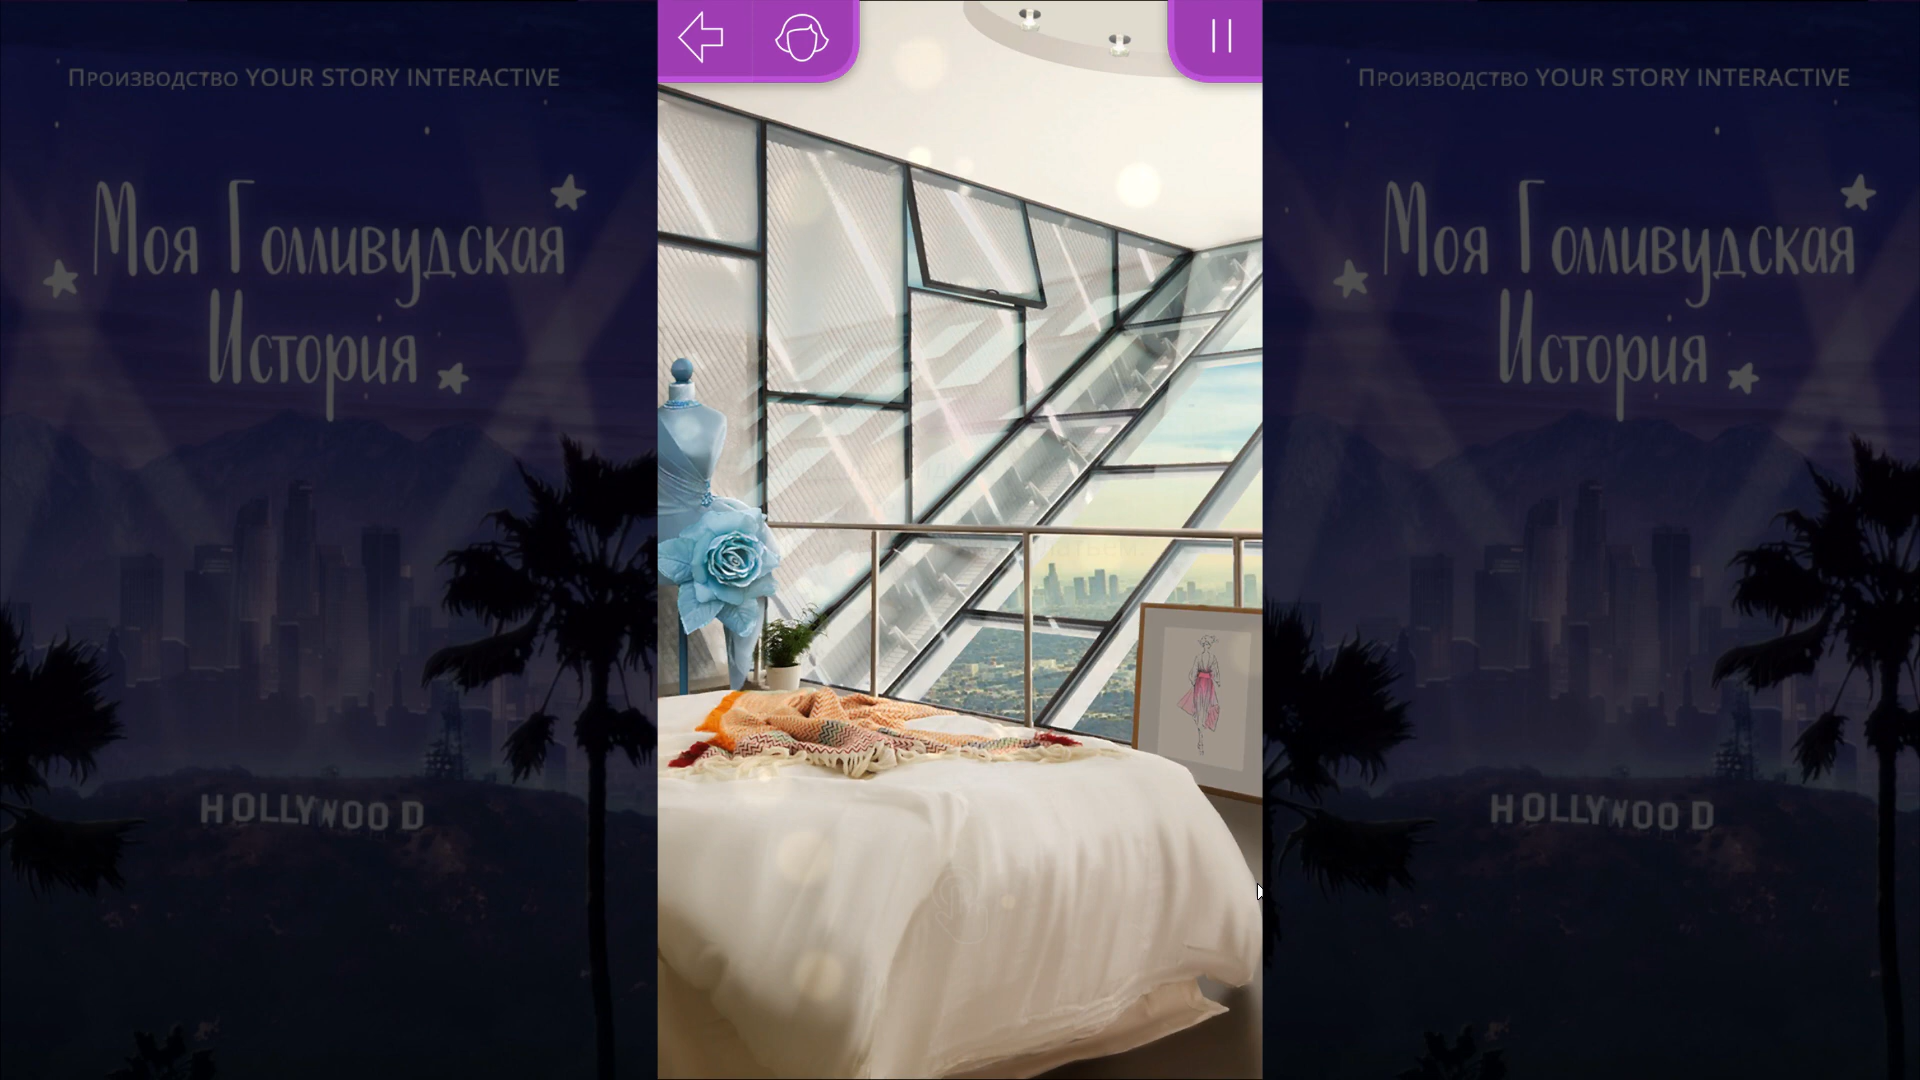 Производство YOUR STORY INTERACTIVE
Моя Голливудская
История
HOLLYWOOD
Производство YOUR STORY INTERACTIVE
Моя Голливудская
История
HOLLYWOOD